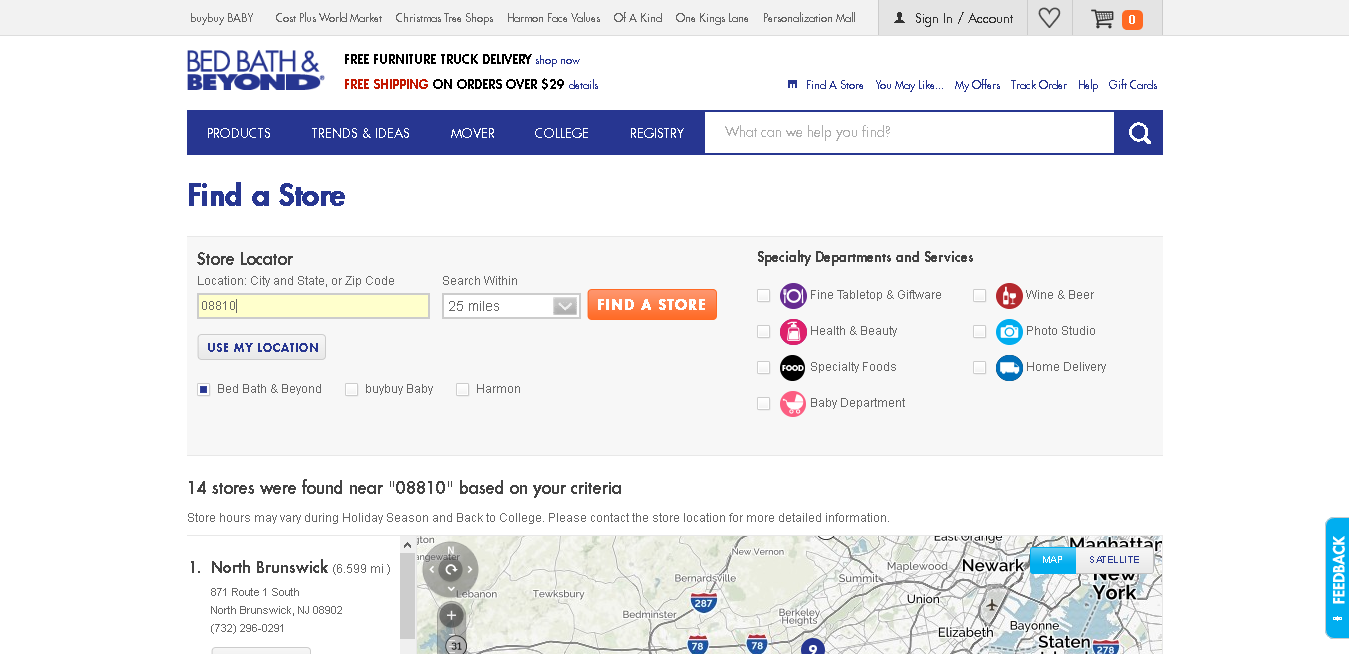 buybuy BABY Cost Plus World Market Christmas Tree Shops Harmon Face Values Of A Kind One Kings Lane Personalization Mall Sign In / Account 0
BED BATH &
BEYOND®
FREE FURNITURE TRUCK DELIVERY shop now
FREE SHIPPING ON ORDERS OVER $29 details
Find A Store You May Like... My Offers Track Order Help Gift Cards
PRODUCTS TRENDS & IDEAS MOVER COLLEGE REGISTRY What can we help you find?
Find a Store
Store Locator
Location: City and State, or Zip Code Search Within
08810 25 miles FIND A STORE
USE MY LOCATION
Bed Bath & Beyond buybuy Baby Harmon
Specialty Departments and Services
Fine Tabletop & Giftware Wine & Beer
Health & Beauty Photo Studio
FOOD Specialty Foods Home Delivery
Baby Department
14 stores were found near "08810" based on your criteria
Store hours may vary during Holiday Season and Back to College. Please contact the store location for more detailed information.
1. North Brunswick (6.599 mi )
871 Route 1 South
North Brunswick, NJ 08902
(732) 296-0291
N
+
31
Lebanon
Tewksbury
Bernardsville
New Vernon
Bedminster
287
78
78
9
Berkeley
Heights
Summit
Maplewood
East Orange
Newark
Union
Elizabeth
Bayonne
Staten
278
Manhattan
New
York
MAP SATELLITE
FEEDBACK